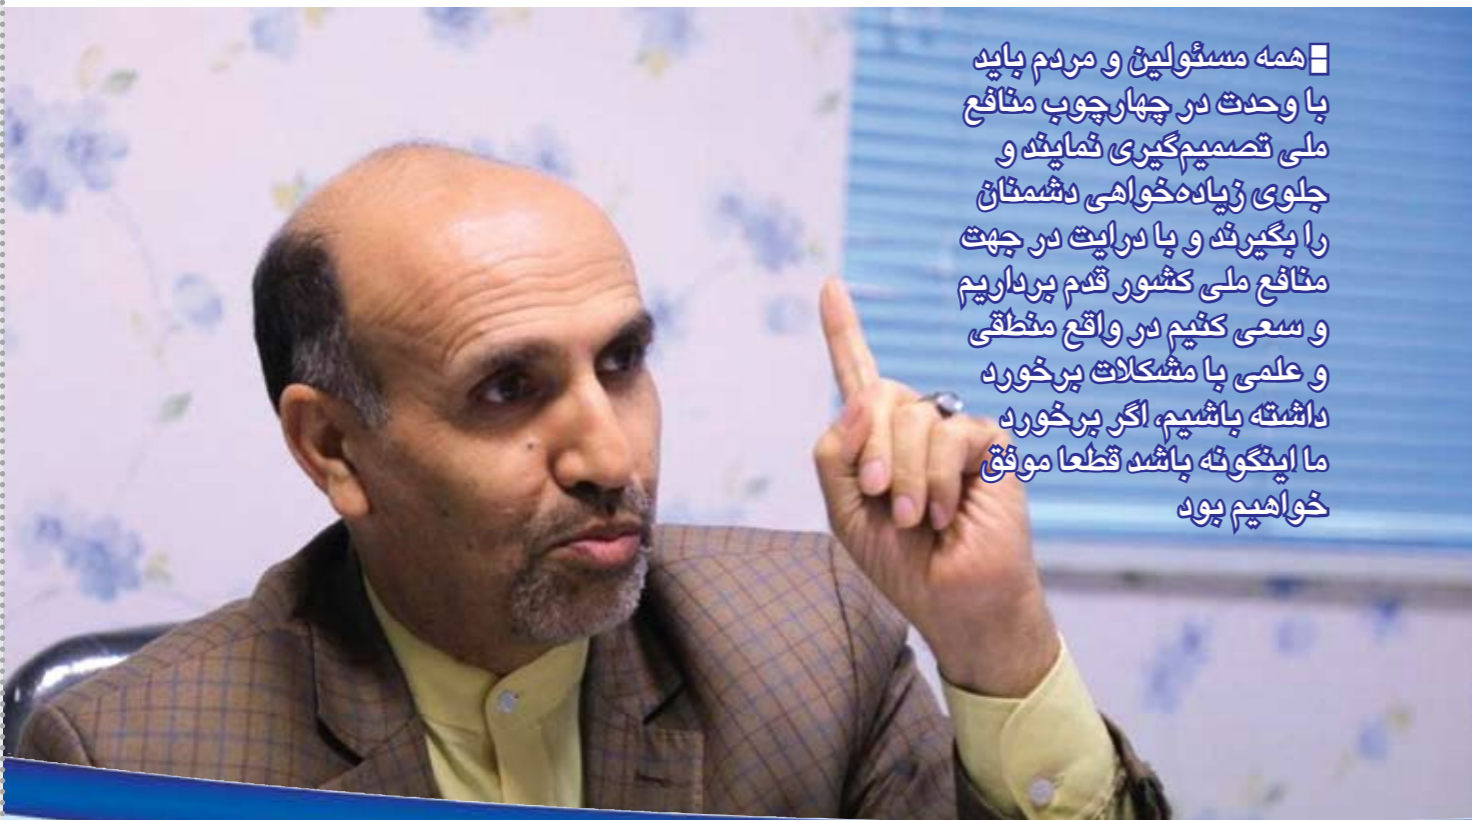 همه مسئولین و مردم باید
با وحدت در چهارچوب منافع
ملی تصمیم‌گیری نمایند و
جلوی زیاده‌خواهی دشمنان
را بگیرند و با درایت در جهت
منافع ملی کشور قدم برداریم
و سعی کنیم در واقع منطقی
و علمی با مشکلات برخورد
داشته باشیم، اگر برخورد
ما اینگونه باشد قطعا موفق
خواهیم بود